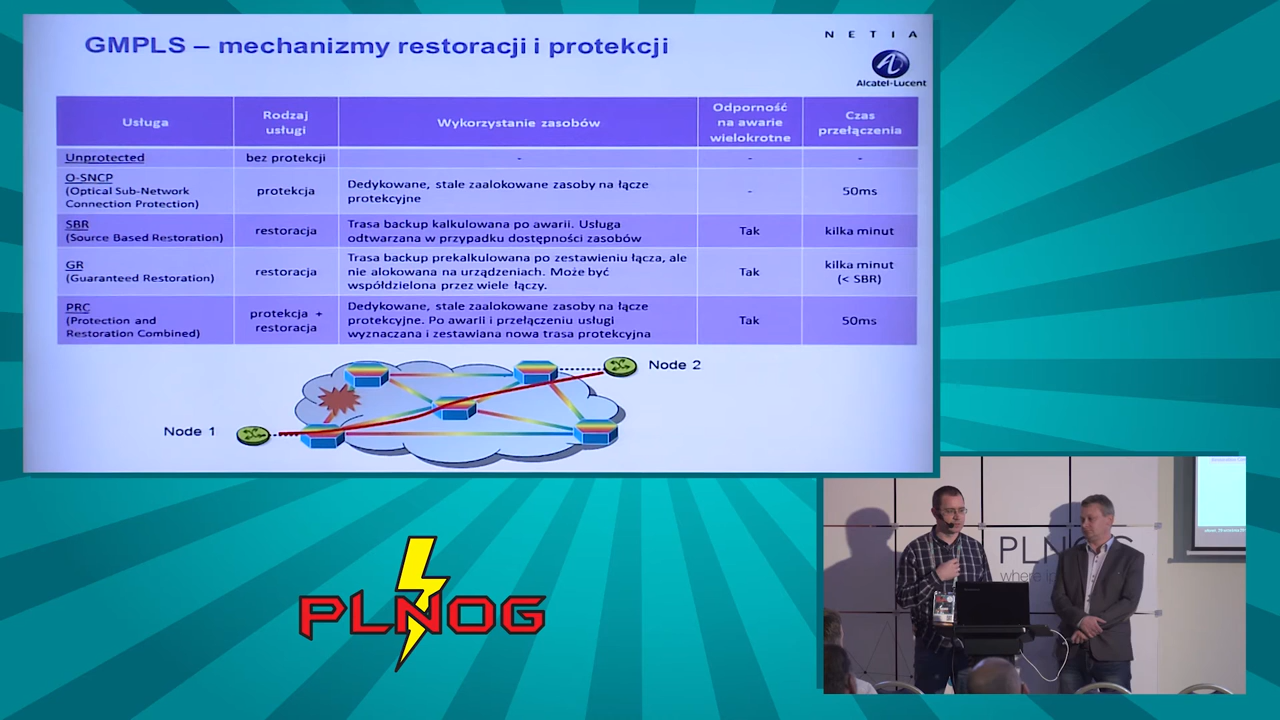 GMPLS – mechanizmy restoracji i protekcji
NETIA
Alcatel-Lucent
Usługa
Rodzaj
usługi
Wykorzystanie zasobów
Odporność
na awarie
wielokrotne
Czas
przełączenia
Unprotected
bez protekcji
-
-
-
O-SNCP
(Optical Sub-Network
Connection Protection)
protekcja
Dedykowane, stale zaalokowane zasoby na łącze
protekcyjne
-
50ms
SBR
(Source Based Restoration)
restoracja
Trasa backup kalkulowana po awarii. Usługa
odtwarzana w przypadku dostępności zasobów
Tak
kilka minut
GR
(Guaranteed Restoration)
restoracja
Trasa backup prekalkulowana po zestawieniu łącza, ale
nie alokowana na urządzeniach. Może być
współdzielona przez wiele łączy.
Tak
kilka minut
(< SBR)
PRC
(Protection and
Restoration Combined)
protekcja +
restoracja
Dedykowane, stale zaalokowane zasoby na łącze
protekcyjne. Po awarii i przełączeniu usługi
wyznaczana i zestawiana nowa trasa protekcyjna
Tak
50ms
Node 2
Node 1
PLNOG
where